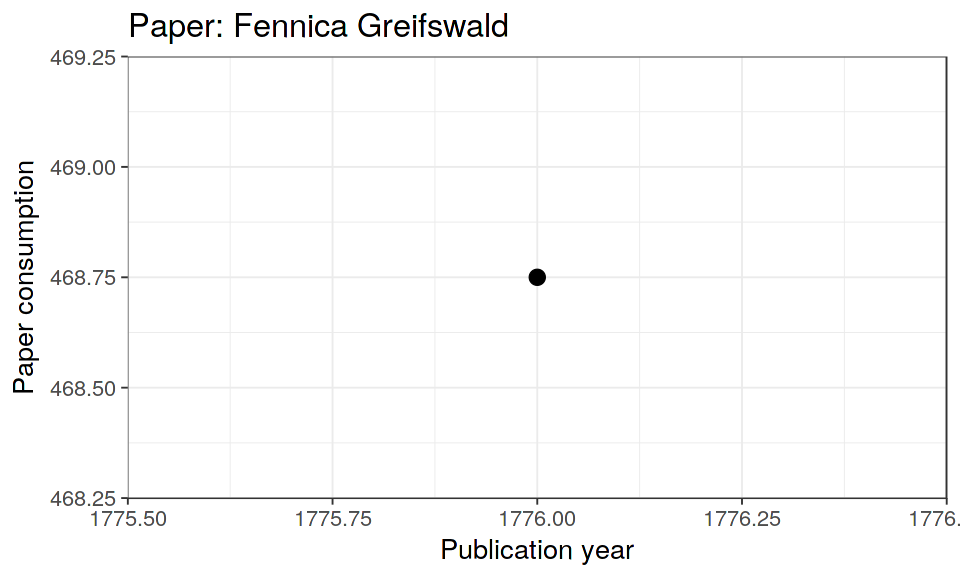 Paper: Fennica Greifswald
469.25
469.00
468.75
468.50
468.25
Paper consumption
1775.50 1775.75 1776.00 1776.25 1776.
Publication year